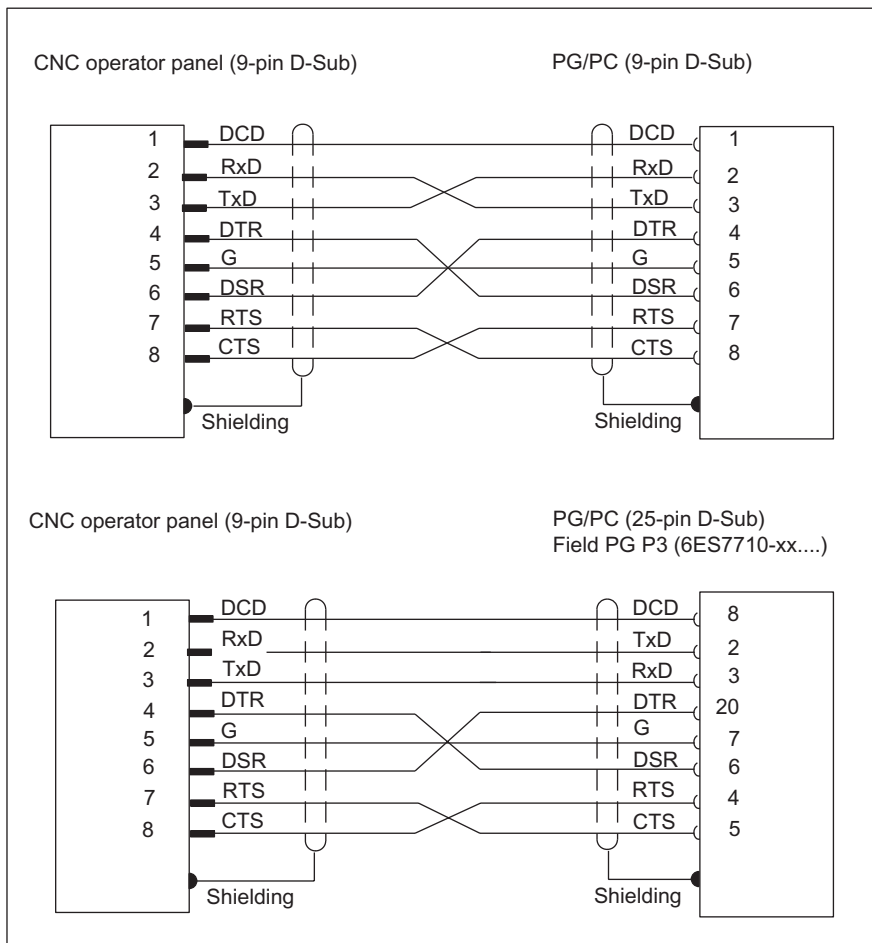 CNC operator panel (9-pin D-Sub) PG/PC (9-pin D-Sub)
1 DCD DCD 1
2 RxD RxD 2
3 TxD TxD 3
4 DTR DTR 4
5 G G 5
6 DSR DSR 6
7 RTS RTS 7
8 CTS CTS 8
Shielding Shielding
CNC operator panel (9-pin D-Sub) PG/PC (25-pin D-Sub)
Field PG P3 (6ES7710-xx....)
1 DCD DCD 8
2 RxD TxD 2
3 TxD RxD 3
4 DTR DTR 20
5 G G 7
6 DSR DSR 6
7 RTS RTS 4
8 CTS CTS 5
Shielding Shielding